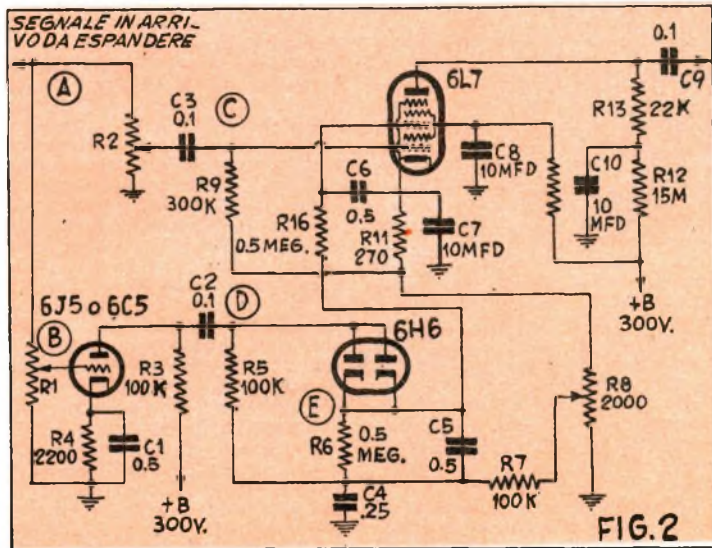 SEGNALE IN ARRI-
VO DA ESPANDERE
A
R2
C3
0.1
C
6L7
0.1
C9
R13
22K
R9
300K
C6
0.5
C8
10MFD
C10
10
MFD
R12
15M
R16
0.5 MEG.
R11
270
C7
10MFD
6J5 o 6C5
C2
0.1
D
6H6
+B
300V.
B
R1
R3
100K
R5
100K
E
R8
2000
R4
2200
C1
0.5
R6
0.5
MEG.
C5
0.5
R7
100K
+B
300V.
C4
.25
FIG.2